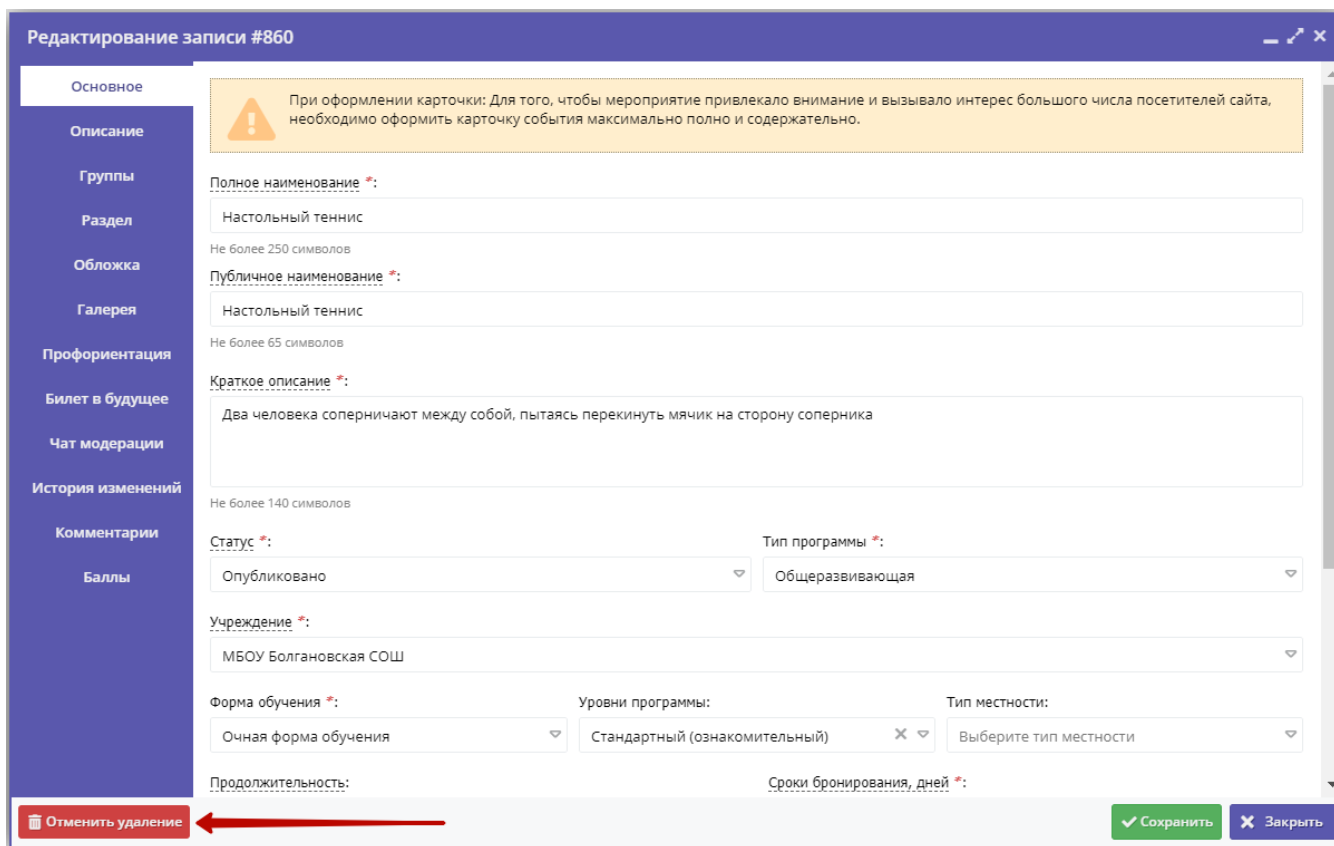 Редактирование записи #860
Основное
Описание
Группы
Раздел
Обложка
Галерея
Профориентация
Билет в будущее
Чат модерации
История изменений
Комментарии
Баллы
При оформлении карточки: Для того, чтобы мероприятие привлекало внимание и вызывало интерес большого числа посетителей сайта,
необходимо оформить карточку события максимально полно и содержательно.
Полное наименование *:
Настольный теннис
Не более 250 символов
Публичное наименование *:
Настольный теннис
Не более 65 символов
Краткое описание *:
Два человека соперничают между собой, пытаясь перекинуть мячик на сторону соперника
Не более 140 символов
Статус *: Тип программы *:
Опубликовано Общеразвивающая
Учреждение *:
МБОУ Болгановская СОШ
Форма обучения *: Уровни программы: Тип местности:
Очная форма обучения Стандартный (ознакомительный) Выберите тип местности
Продолжительность: Сроки бронирования, дней *:
Отменить удаление Сохранить Закрыть